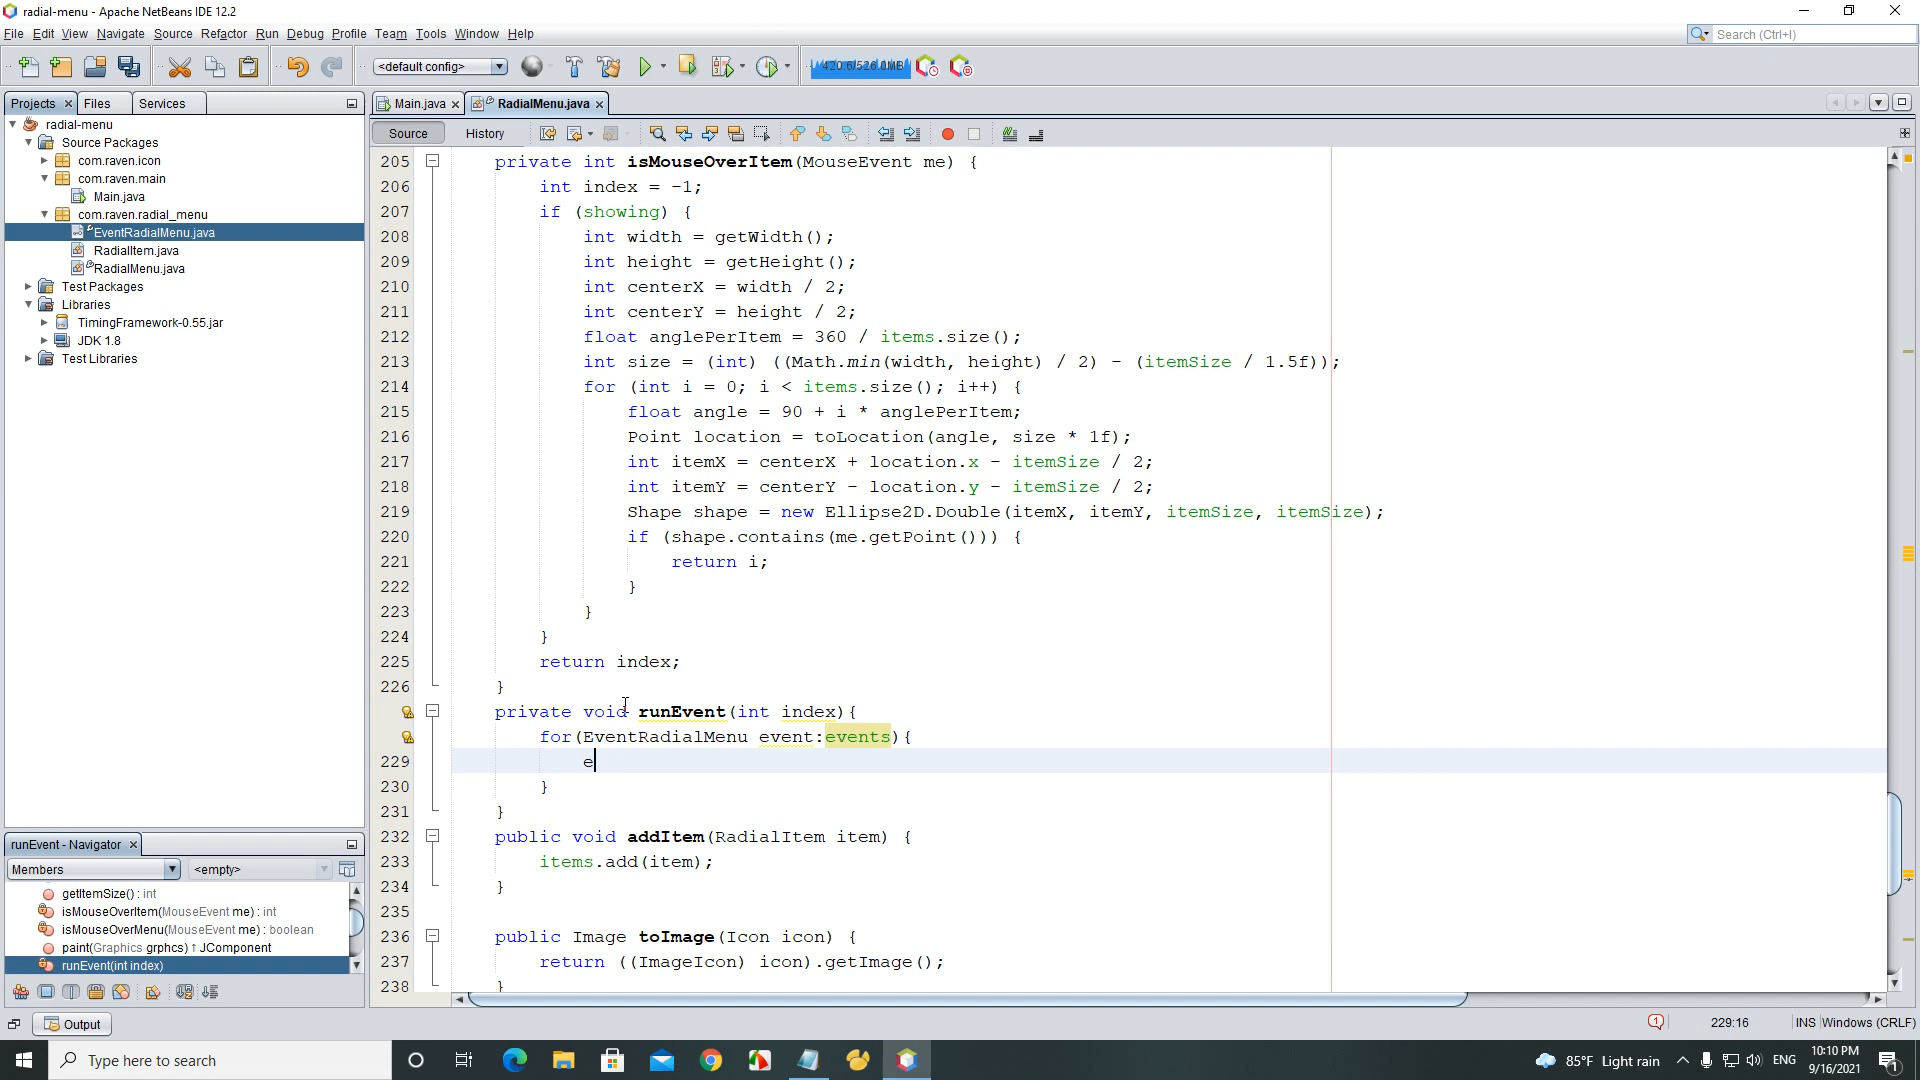 radial-menu - Apache NetBeans IDE 12.2
File Edit View Navigate Source Refactor Run Debug Profile Team Tools Window Help
Search (Ctrl+I)
<default config>
420.6/526.0MB
Projects Files Services
Main.java RadialMenu.java
Source History
radial-menu
Source Packages
com.raven.icon
com.raven.main
Main.java
com.raven.radial_menu
EventRadialMenu.java
RadialItem.java
RadialMenu.java
Test Packages
Libraries
TimingFramework-0.55.jar
JDK 1.8
Test Libraries
205 private int isMouseOverItem(MouseEvent me) {
206 int index = -1;
207 if (showing) {
208 int width = getWidth();
209 int height = getHeight();
210 int centerX = width / 2;
211 int centerY = height / 2;
212 float anglePerItem = 360 / items.size();
213 int size = (int) ((Math.min(width, height) / 2) - (itemSize / 1.5f));
214 for (int i = 0; i < items.size(); i++) {
215 float angle = 90 + i * anglePerItem;
216 Point location = toLocation(angle, size * 1f);
217 int itemX = centerX + location.x - itemSize / 2;
218 int itemY = centerY - location.y - itemSize / 2;
219 Shape shape = new Ellipse2D.Double(itemX, itemY, itemSize, itemSize);
220 if (shape.contains(me.getPoint())) {
221 return i;
222 }
223 }
224 }
225 return index;
226 }
private void runEvent(int index){
for(EventRadialMenu event:events){
229 e
230 }
231 }
232 public void addItem(RadialItem item) {
233 items.add(item);
234 }
235
236 public Image toImage(Icon icon) {
237 return ((ImageIcon) icon).getImage();
238 }
runEvent - Navigator
Members <empty>
getItemSize() : int
isMouseOverItem(MouseEvent me) : int
isMouseOverMenu(MouseEvent me) : boolean
paint(Graphics grphcs) ↑ JComponent
runEvent(int index)
Output
1 229:16 INS Windows (CRLF)
Type here to search
85°F Light rain ENG
10:10 PM
9/16/2021
1